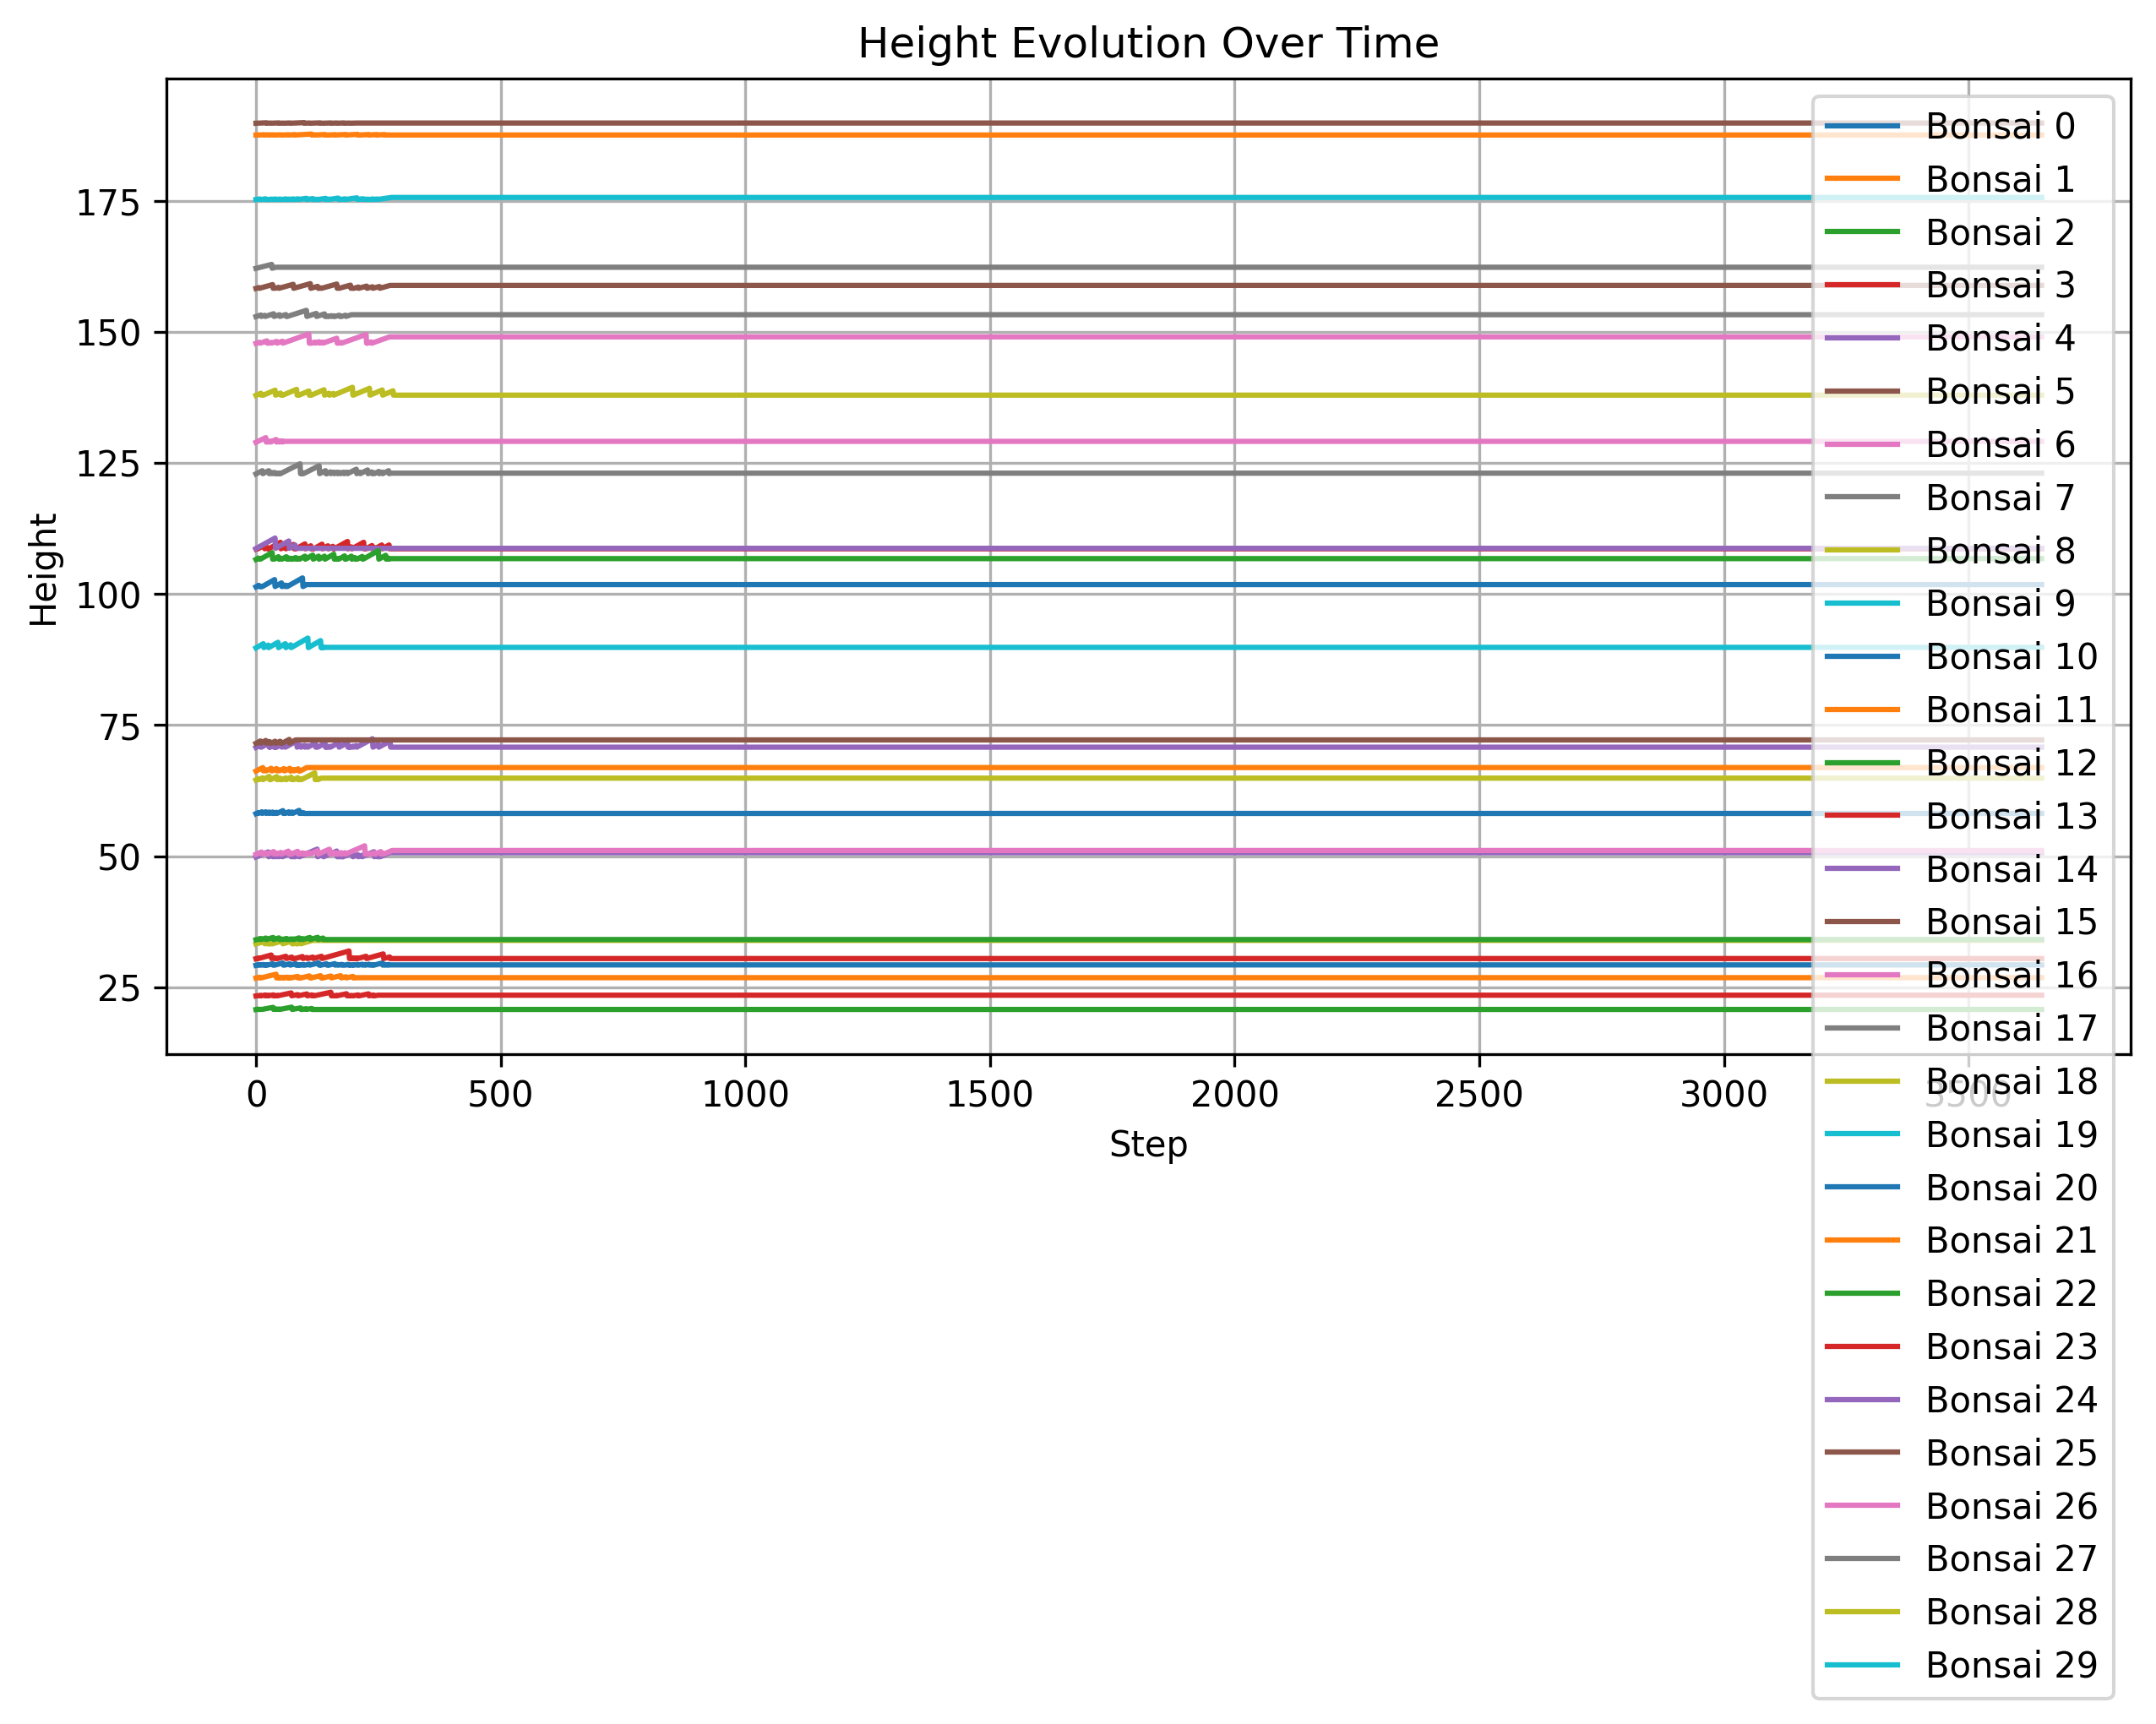 Height Evolution Over Time
Height
175
150
125
100
75
50
25
0 500 1000 1500 2000 2500 3000 3500
Step
Bonsai 0
Bonsai 1
Bonsai 2
Bonsai 3
Bonsai 4
Bonsai 5
Bonsai 6
Bonsai 7
Bonsai 8
Bonsai 9
Bonsai 10
Bonsai 11
Bonsai 12
Bonsai 13
Bonsai 14
Bonsai 15
Bonsai 16
Bonsai 17
Bonsai 18
Bonsai 19
Bonsai 20
Bonsai 21
Bonsai 22
Bonsai 23
Bonsai 24
Bonsai 25
Bonsai 26
Bonsai 27
Bonsai 28
Bonsai 29